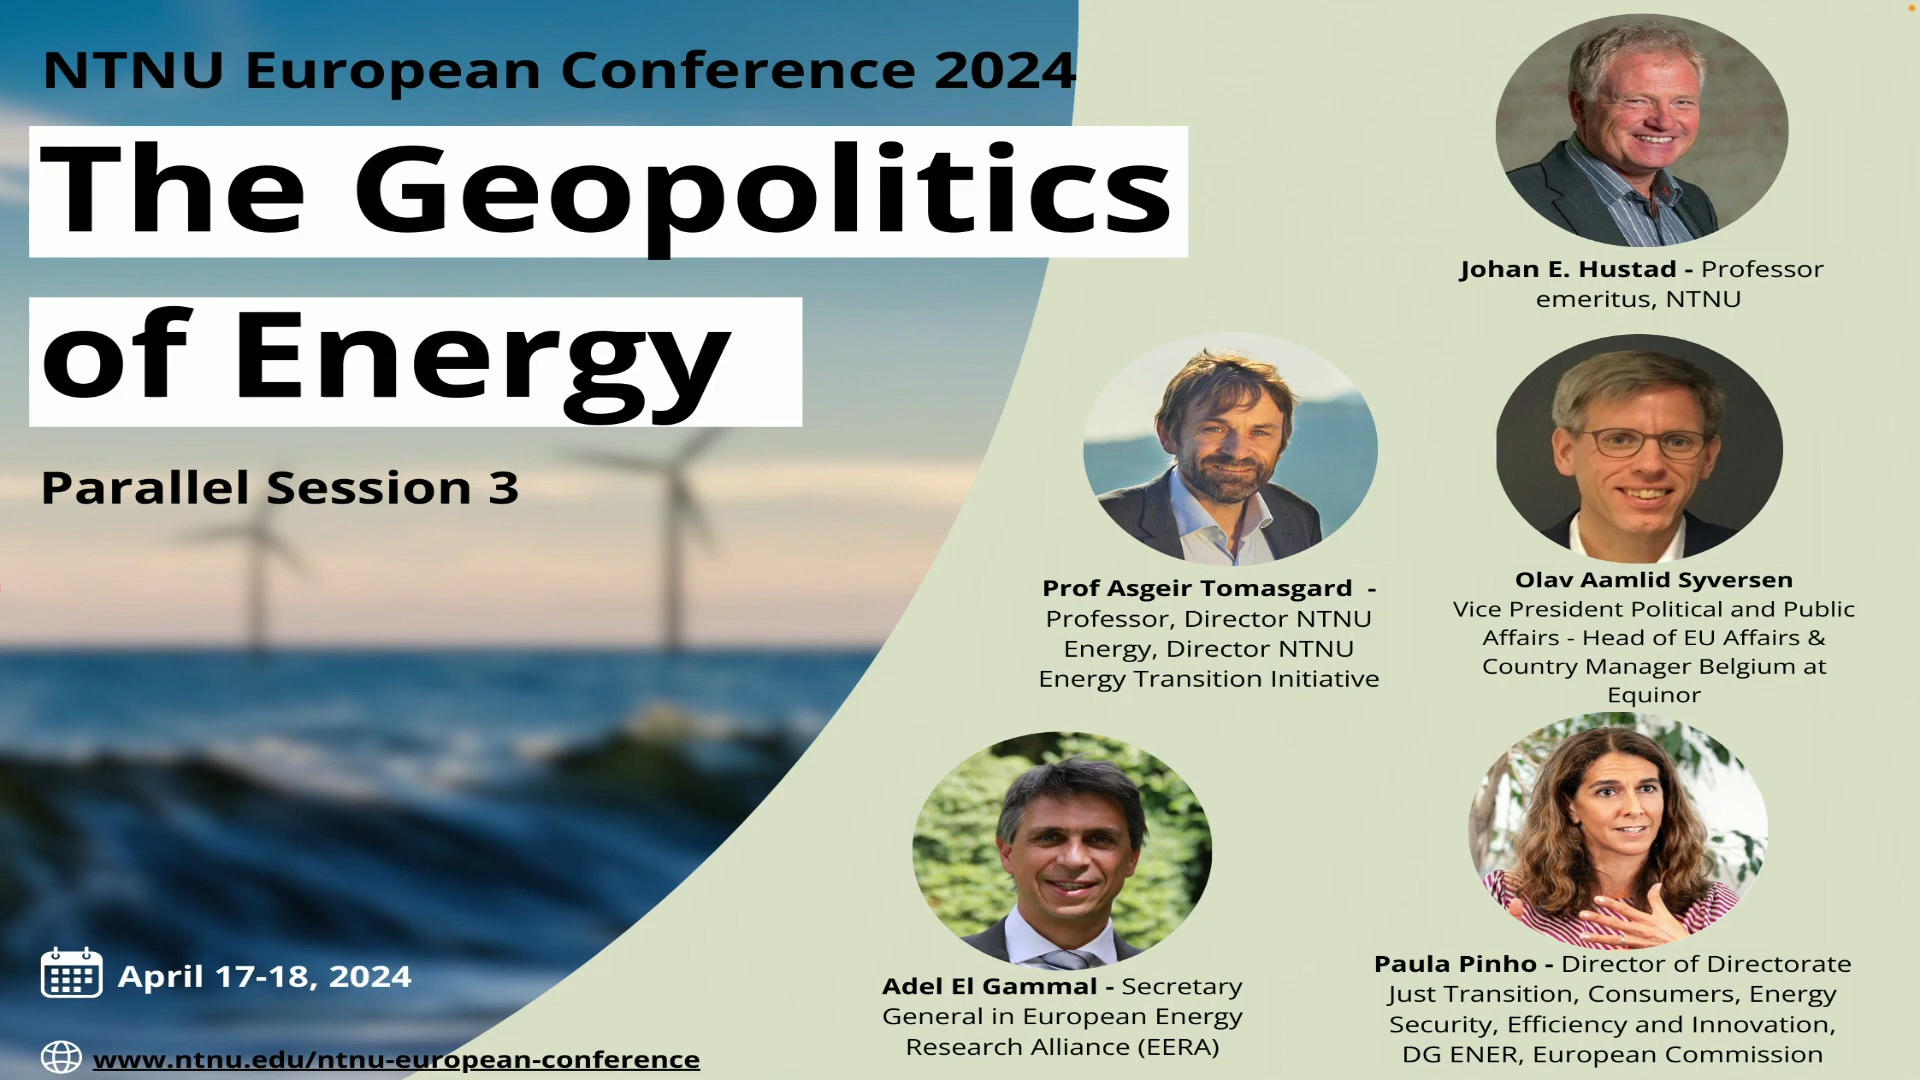 NTNU European Conference 2024
The Geopolitics
of Energy
Parallel Session 3
April 17-18, 2024
www.ntnu.edu/ntnu-european-conference
Johan E. Hustad - Professor
emeritus, NTNU
Prof Asgeir Tomasgard -
Professor, Director NTNU
Energy, Director NTNU
Energy Transition Initiative
Olav Aamlid Syversen
Vice President Political and Public
Affairs - Head of EU Affairs &
Country Manager Belgium at
Equinor
Adel El Gammal - Secretary
General in European Energy
Research Alliance (EERA)
Paula Pinho - Director of Directorate
Just Transition, Consumers, Energy
Security, Efficiency and Innovation,
DG ENER, European Commission